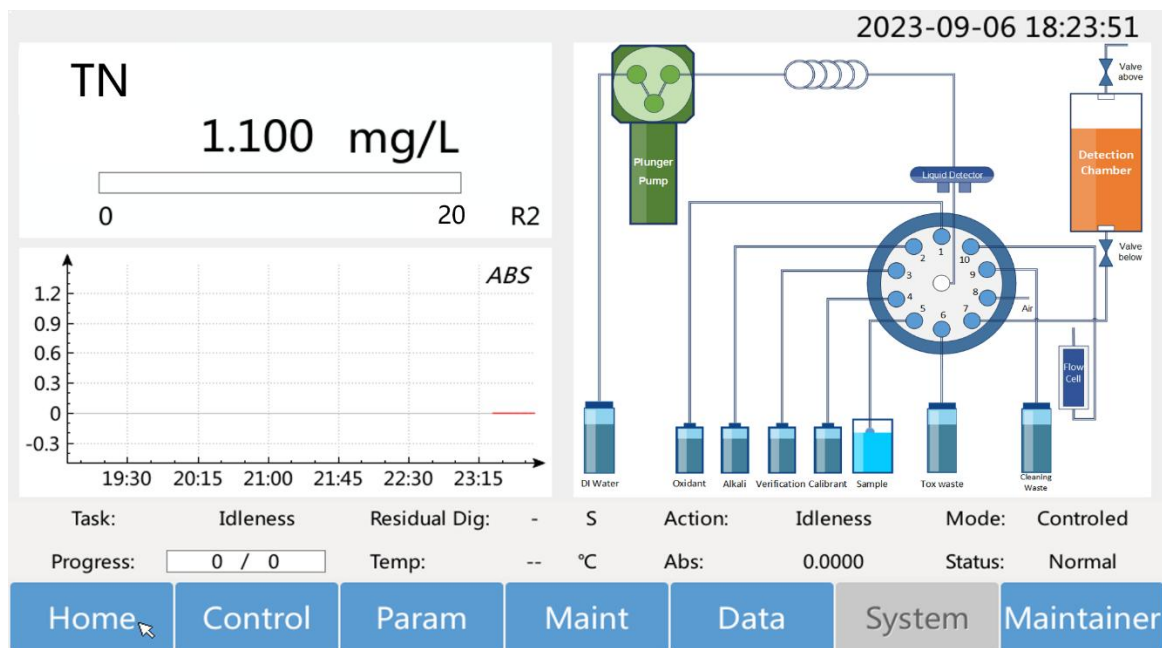 2023-09-06 18:23:51
TN
1.100 mg/L
0 20 R2
ABS
1.2
0.9
0.6
0.3
0
-0.3
19:30 20:15 21:00 21:45 22:30 23:15
Valve
above
Plunger
Pump
Detection
Chamber
Liquid Detector
Valve
below
1
2
3
4
5
6
7
8
9
10
Air
Flow
Cell
DI Water
Oxidant
Alkali
Verification
Calibrant
Sample
Tox waste
Cleaning
Waste
Task: Idleness Residual Dig: - S Action: Idleness Mode: Controled
Progress: 0 / 0 Temp: -- °C Abs: 0.0000 Status: Normal
Home Control Param Maint Data System Maintainer